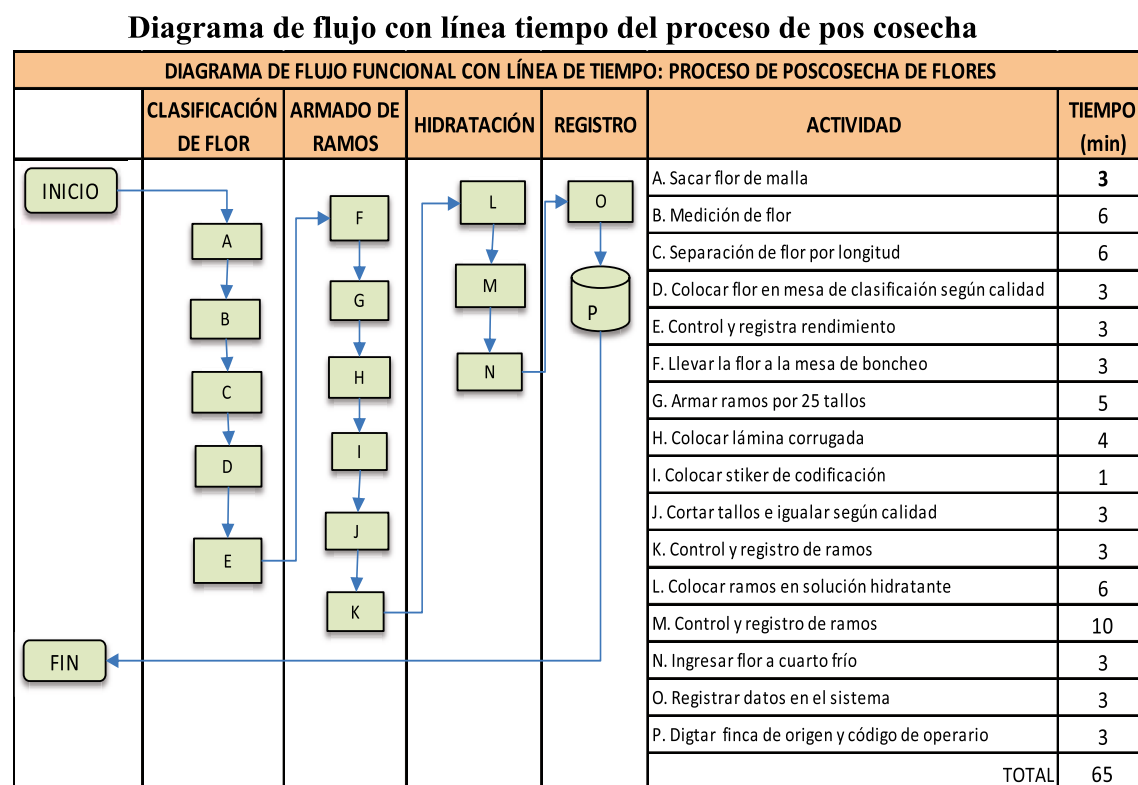 Diagrama de flujo con línea tiempo del proceso de pos cosecha
DIAGRAMA DE FLUJO FUNCIONAL CON LÍNEA DE TIEMPO: PROCESO DE POSCOSECHA DE FLORES
CLASIFICACIÓN
DE FLOR
ARMADO DE
RAMOS
HIDRATACIÓN
REGISTRO
ACTIVIDAD
TIEMPO
(min)
INICIO
A
B
C
D
E
F
G
H
I
J
K
L
M
N
O
P
FIN
A. Sacar flor de malla 3
B. Medición de flor 6
C. Separación de flor por longitud 6
D. Colocar flor en mesa de clasificaión según calidad 3
E. Control y registra rendimiento 3
F. Llevar la flor a la mesa de boncheo 3
G. Armar ramos por 25 tallos 5
H. Colocar lámina corrugada 4
I. Colocar stiker de codificación 1
J. Cortar tallos e igualar según calidad 3
K. Control y registro de ramos 3
L. Colocar ramos en solución hidratante 6
M. Control y registro de ramos 10
N. Ingresar flor a cuarto frío 3
O. Registrar datos en el sistema 3
P. Digtar finca de origen y código de operario 3
TOTAL 65